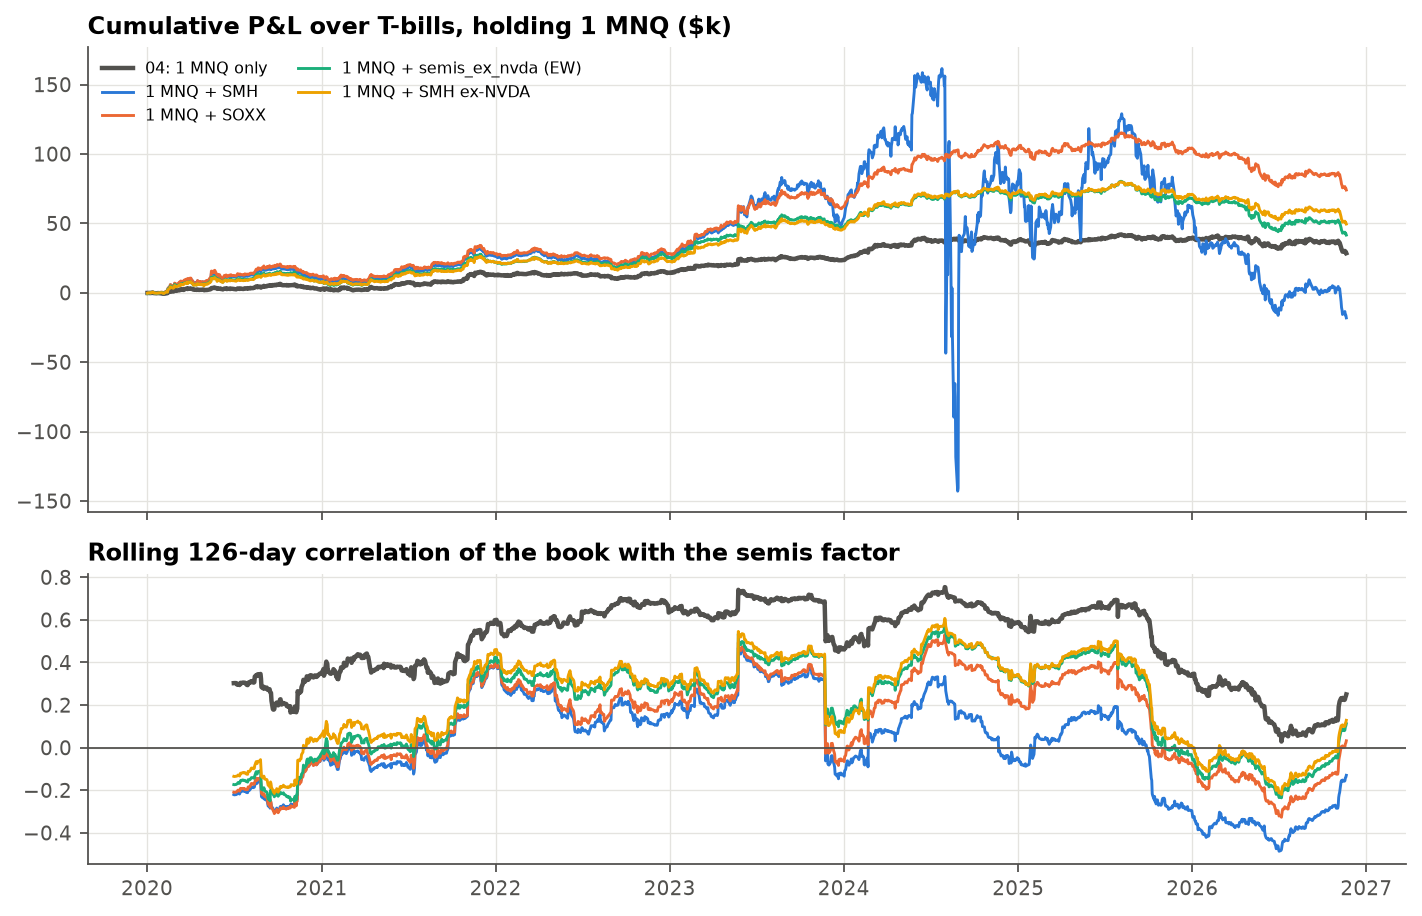 Cumulative P&L over T-bills, holding 1 MNQ ($k)
04: 1 MNQ only
1 MNQ + SMH
1 MNQ + SOXX
1 MNQ + semis_ex_nvda (EW)
1 MNQ + SMH ex-NVDA
150
100
50
0
−50
−100
−150
Rolling 126-day correlation of the book with the semis factor
0.8
0.6
0.4
0.2
0.0
−0.2
−0.4
2020 2021 2022 2023 2024 2025 2026 2027